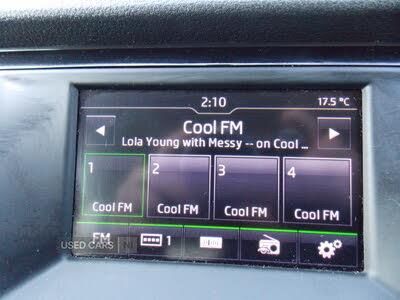 2:10 17.5 °C
Cool FM
Lola Young with Messy -- on Cool ...
1 2 3 4
Cool FM Cool FM Cool FM Cool FM
FM 1
USED CARS NI